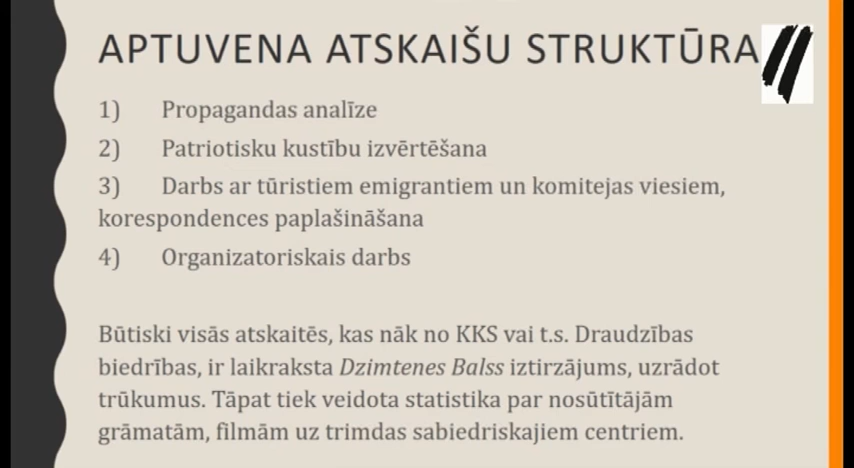 APTUVENA ATSKAIŠU STRUKTŪRA
1) Propagandas analīze
2) Patriotisku kustību izvērtēšana
3) Darbs ar tūristiem emigrantiem un komitejas viesiem,
korespondences paplašināšana
4) Organizatoriskais darbs
Būtiski visās atskaitēs, kas nāk no KKS vai t.s. Draudzības
biedrības, ir laikraksta Dzimtenes Balss iztirzājums, uzrādot
trūkumus. Tāpat tiek veidota statistika par nosūtītājām
grāmatām, filmām uz trimdas sabiedriskajiem centriem.